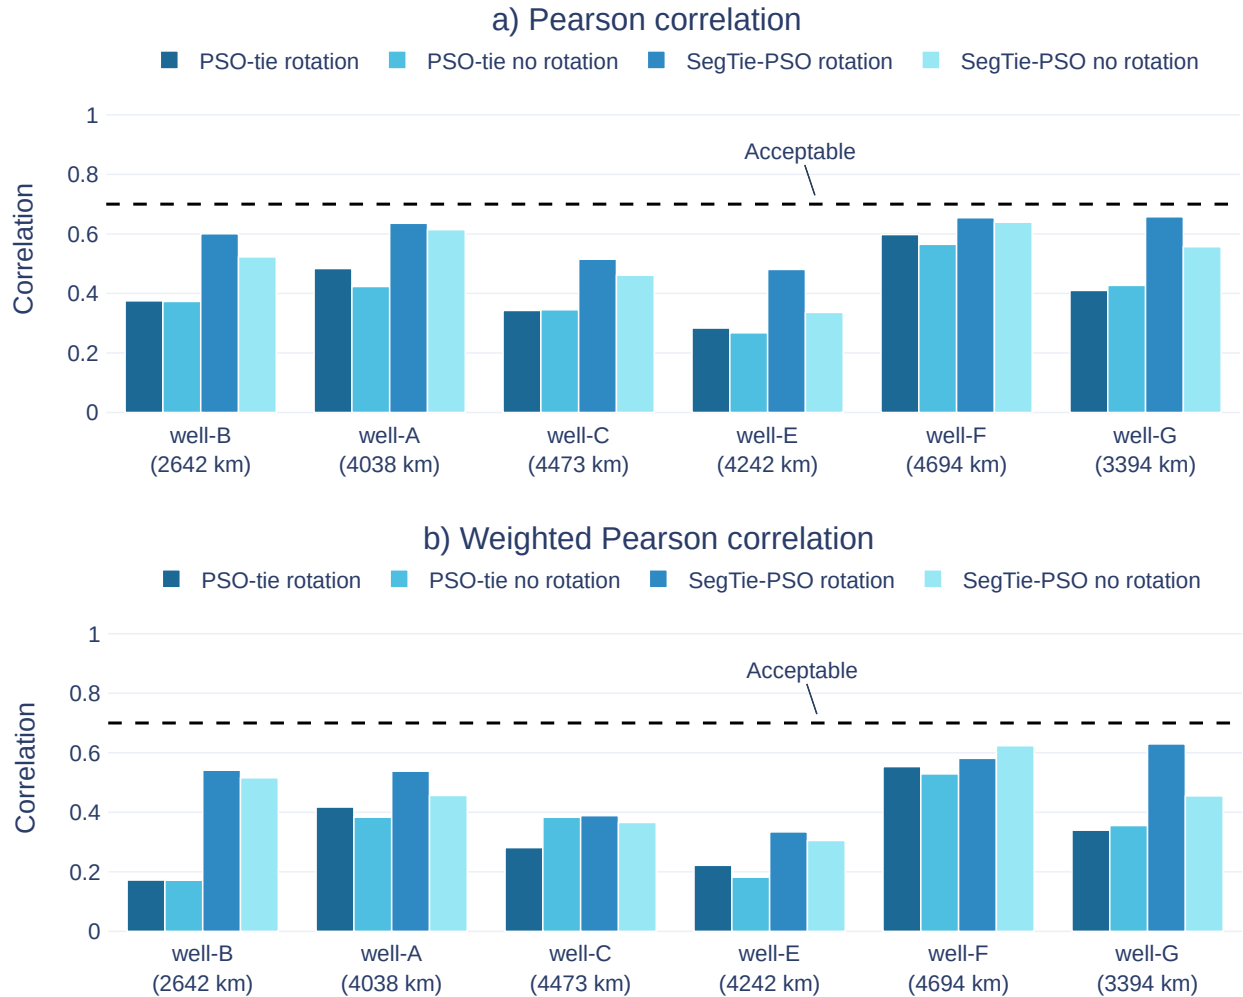 a) Pearson correlation
PSO-tie rotation PSO-tie no rotation SegTie-PSO rotation SegTie-PSO no rotation
1
Acceptable
0.8
0.6
0.4
0.2
0
Correlation
well-B well-A well-C well-E well-F well-G
(2642 km) (4038 km) (4473 km) (4242 km) (4694 km) (3394 km)
b) Weighted Pearson correlation
PSO-tie rotation PSO-tie no rotation SegTie-PSO rotation SegTie-PSO no rotation
1
Acceptable
0.8
0.6
0.4
0.2
0
Correlation
well-B well-A well-C well-E well-F well-G
(2642 km) (4038 km) (4473 km) (4242 km) (4694 km) (3394 km)